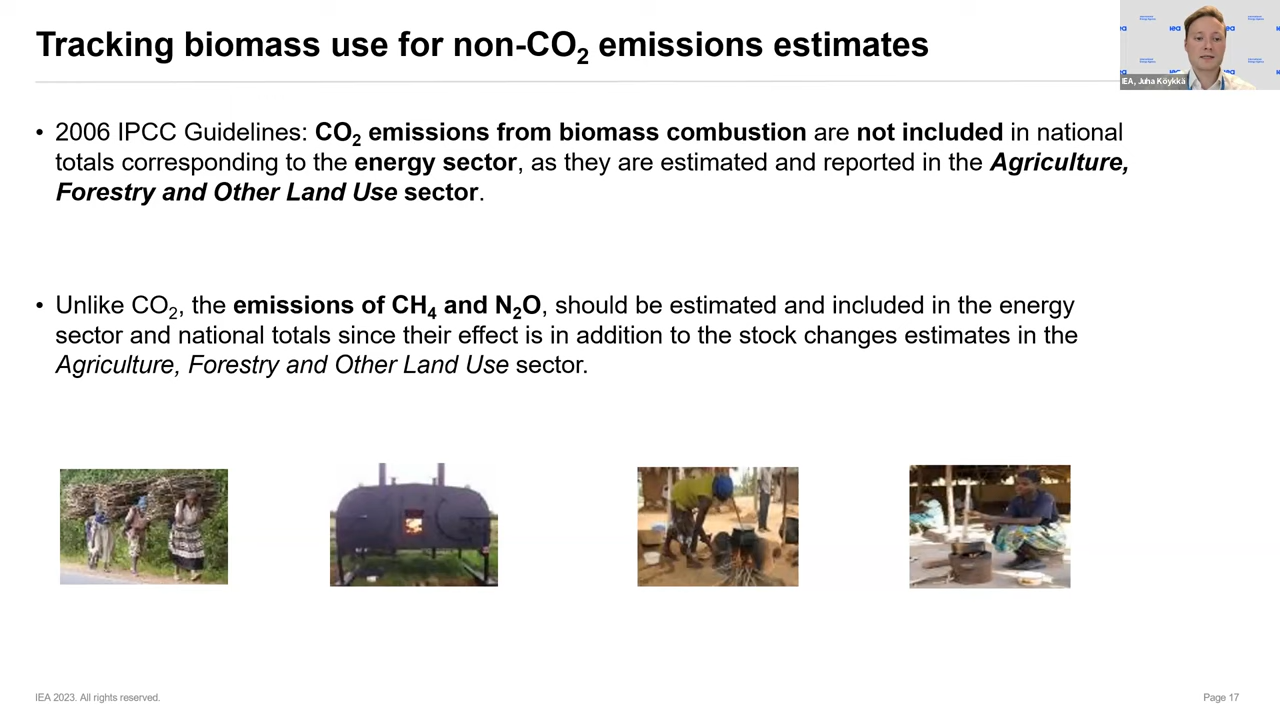 Tracking biomass use for non-CO₂ emissions estimates
IEA, Juha Köykkä
• 2006 IPCC Guidelines: CO₂ emissions from biomass combustion are not included in national
totals corresponding to the energy sector, as they are estimated and reported in the Agriculture,
Forestry and Other Land Use sector.
• Unlike CO₂, the emissions of CH₄ and N₂O, should be estimated and included in the energy
sector and national totals since their effect is in addition to the stock changes estimates in the
Agriculture, Forestry and Other Land Use sector.
IEA 2023. All rights reserved.
Page 17